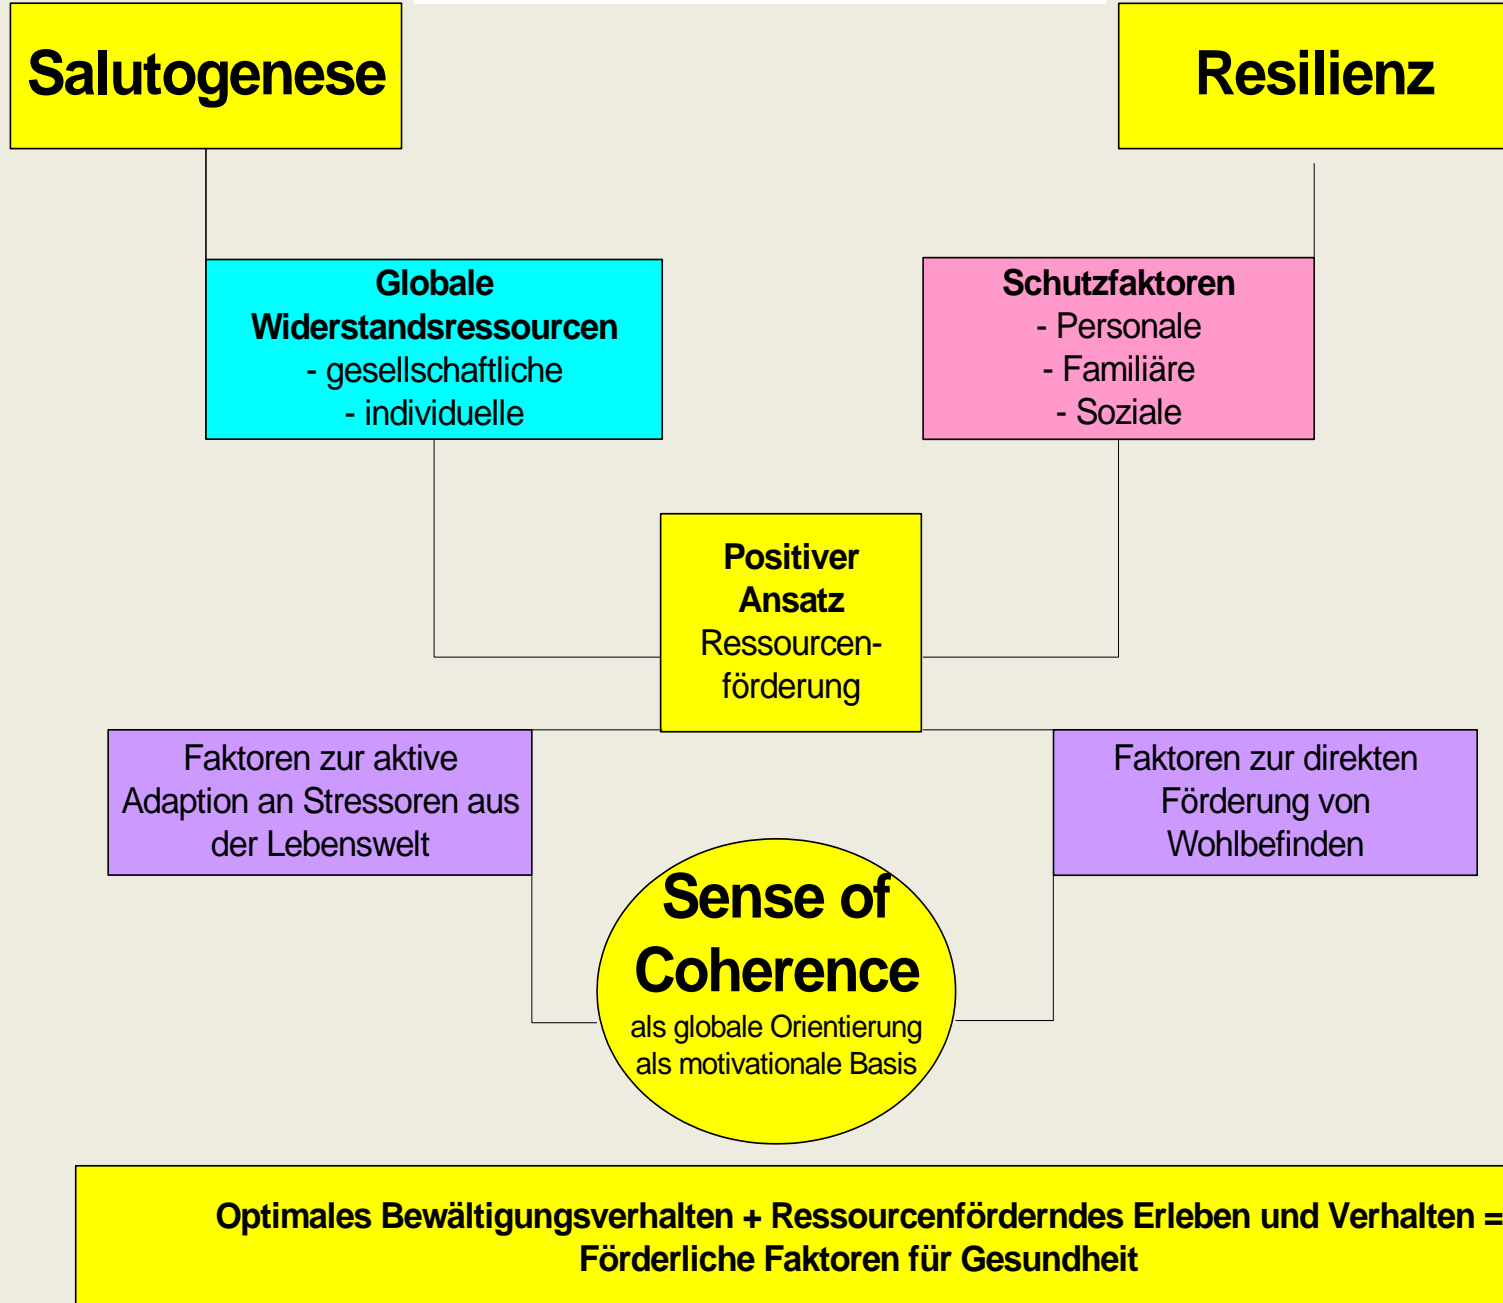 Salutogenese
Resilienz
Globale
Widerstandsressourcen
- gesellschaftliche
- individuelle
Schutzfaktoren
- Personale
- Familiäre
- Soziale
Positiver
Ansatz
Ressourcen-
förderung
Faktoren zur aktive
Adaption an Stressoren aus
der Lebenswelt
Faktoren zur direkten
Förderung von
Wohlbefinden
Sense of
Coherence
als globale Orientierung
als motivationale Basis
Optimales Bewältigungsverhalten + Ressourcenförderndes Erleben und Verhalten =
Förderliche Faktoren für Gesundheit